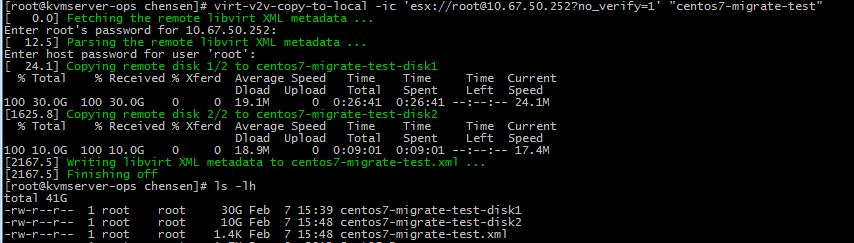 [root@kvmserver-ops chensen]# virt-v2v-copy-to-local -ic 'esx://root@10.67.50.252?no_verify=1' "centos7-migrate-test"
[   0.0] Fetching the remote libvirt XML metadata ...
Enter root's password for 10.67.50.252:
[  12.5] Parsing the remote libvirt XML metadata ...
Enter host password for user 'root':
[  24.1] Copying remote disk 1/2 to centos7-migrate-test-disk1
  % Total    % Received % Xferd  Average Speed   Time    Time     Time  Current
                                 Dload  Upload   Total   Spent    Left  Speed
100 30.0G  100 30.0G    0     0  19.1M      0  0:26:41  0:26:41 --:--:-- 24.1M
[1625.8] Copying remote disk 2/2 to centos7-migrate-test-disk2
  % Total    % Received % Xferd  Average Speed   Time    Time     Time  Current
                                 Dload  Upload   Total   Spent    Left  Speed
100 10.0G  100 10.0G    0     0  18.9M      0  0:09:01  0:09:01 --:--:-- 17.4M
[2167.5] Writing libvirt XML metadata to centos7-migrate-test.xml ...
[2167.5] Finishing off
[root@kvmserver-ops chensen]# ls -lh
total 41G
-rw-r--r--  1 root    root     30G Feb  7 15:39 centos7-migrate-test-disk1
-rw-r--r--  1 root    root     10G Feb  7 15:48 centos7-migrate-test-disk2
-rw-r--r--  1 root    root    1.4K Feb  7 15:48 centos7-migrate-test.xml